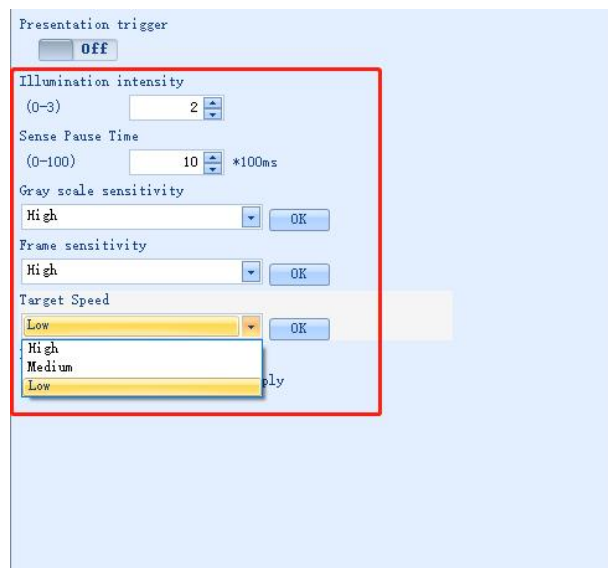 Presentation trigger
Off
Illumination intensity
(0-3) 2
Sense Pause Time
(0-100) 10 *100ms
Gray scale sensitivity
High OK
Frame sensitivity
High OK
Target Speed
Low OK
High
Medium
Low